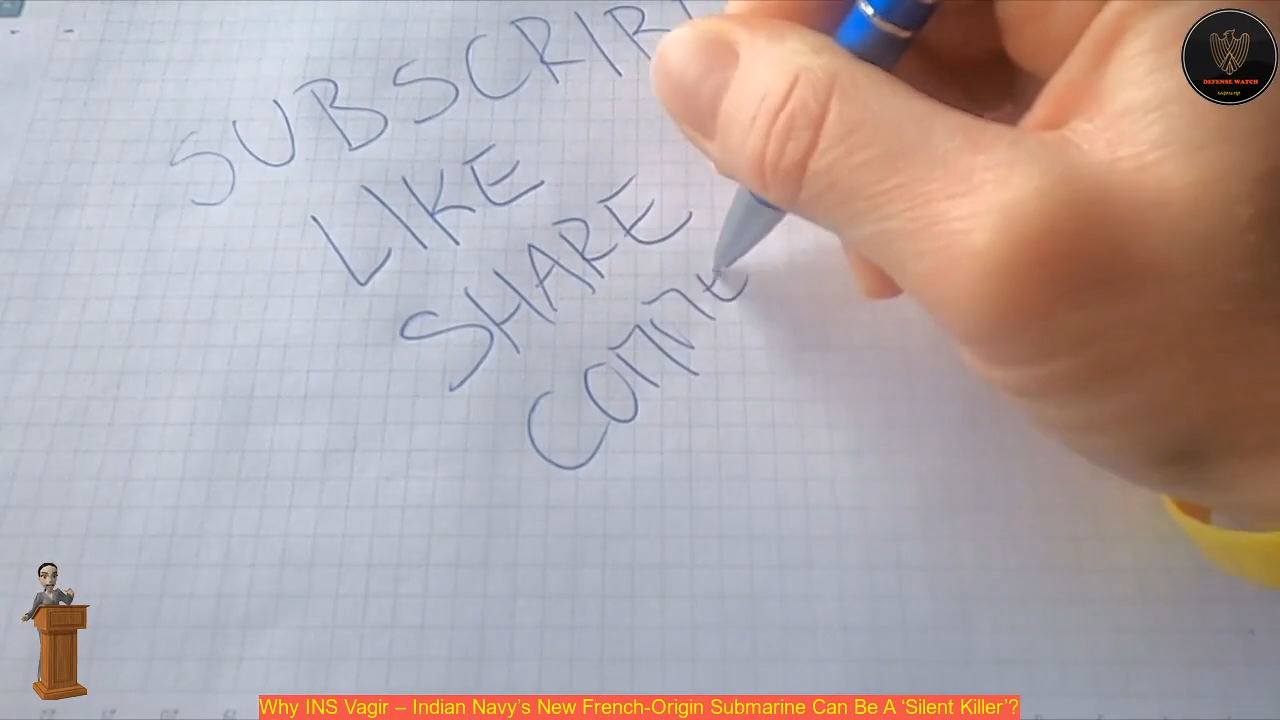 SUBSCRIB
LIKE
SHARE
COMME
DEFENSE WATCH
Why INS Vagir – Indian Navy’s New French-Origin Submarine Can Be A ‘Silent Killer’?